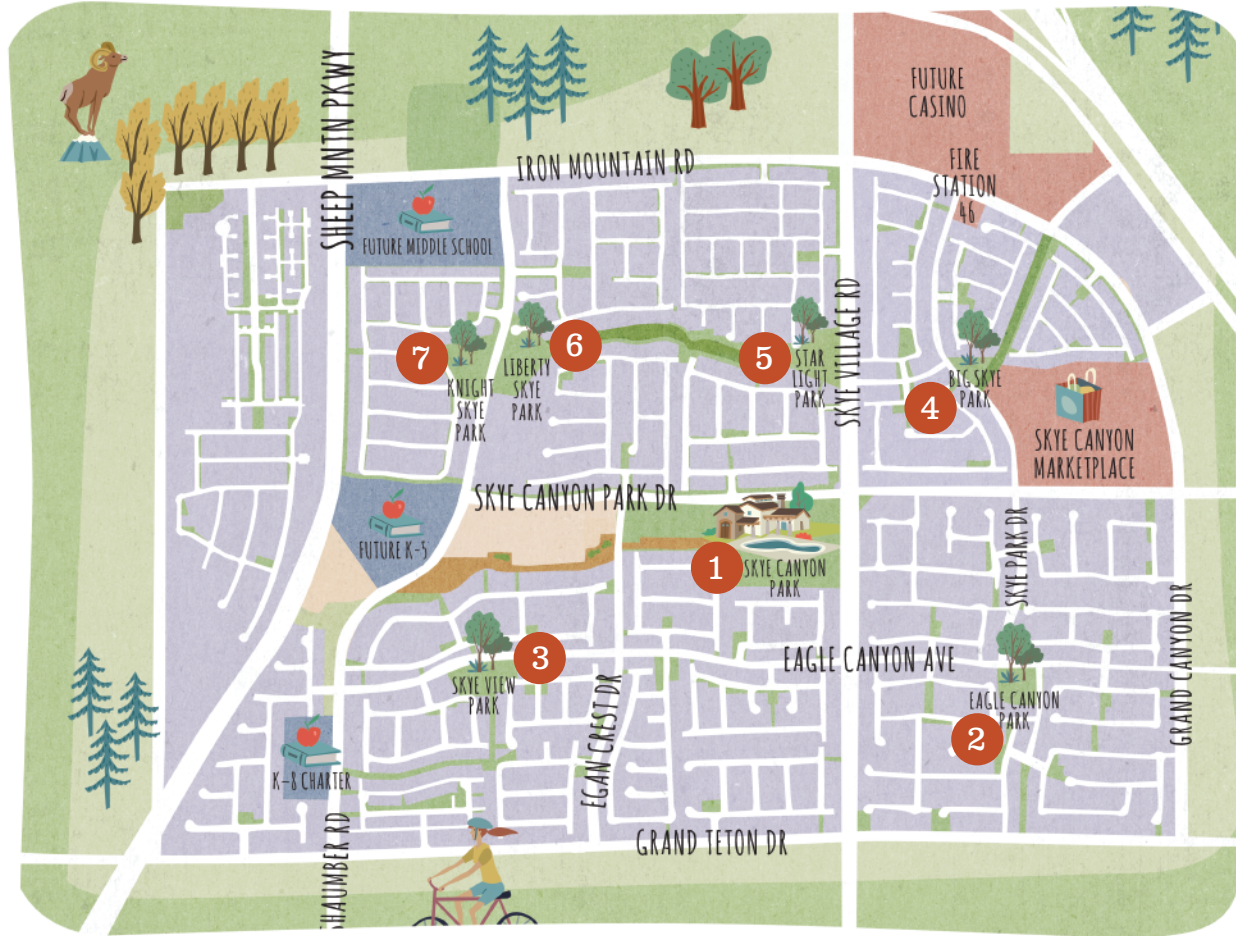 FUTURE
CASINO
SHEEP MNTN PKWY
IRON MOUNTAIN RD
FIRE
STATION
46
FUTURE MIDDLE SCHOOL
SKYE VILLAGE RD
7
KNIGHT
SKYE
PARK
LIBERTY
SKYE
PARK
6
5
STAR
LIGHT
PARK
4
BIG SKYE
PARK
SKYE CANYON
MARKETPLACE
SKYE CANYON PARK DR
FUTURE K-5
1
SKYE CANYON
PARK
SKYE PARK DR
GRAND CANYON DR
3
SKYE VIEW
PARK
EAGLE CANYON AVE
EAGLE CANYON
PARK
2
EGAN CREST DR
K-8 CHARTER
SHAUMBER RD
GRAND TETON DR